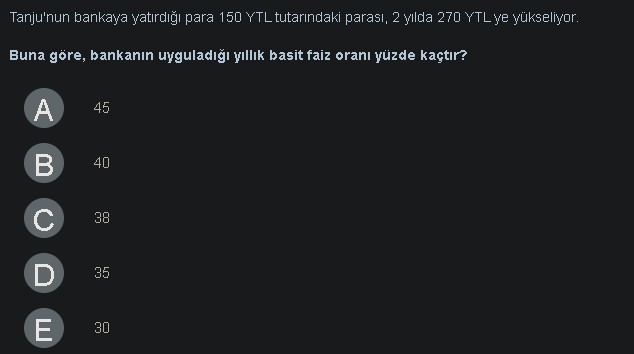 Tanju'nun bankaya yatırdığı para 150 YTL tutarındaki parası, 2 yılda 270 YTL ye yükseliyor.
Buna göre, bankanın uyguladığı yıllık basit faiz oranı yüzde kaçtır?
A 45
B 40
C 38
D 35
E 30